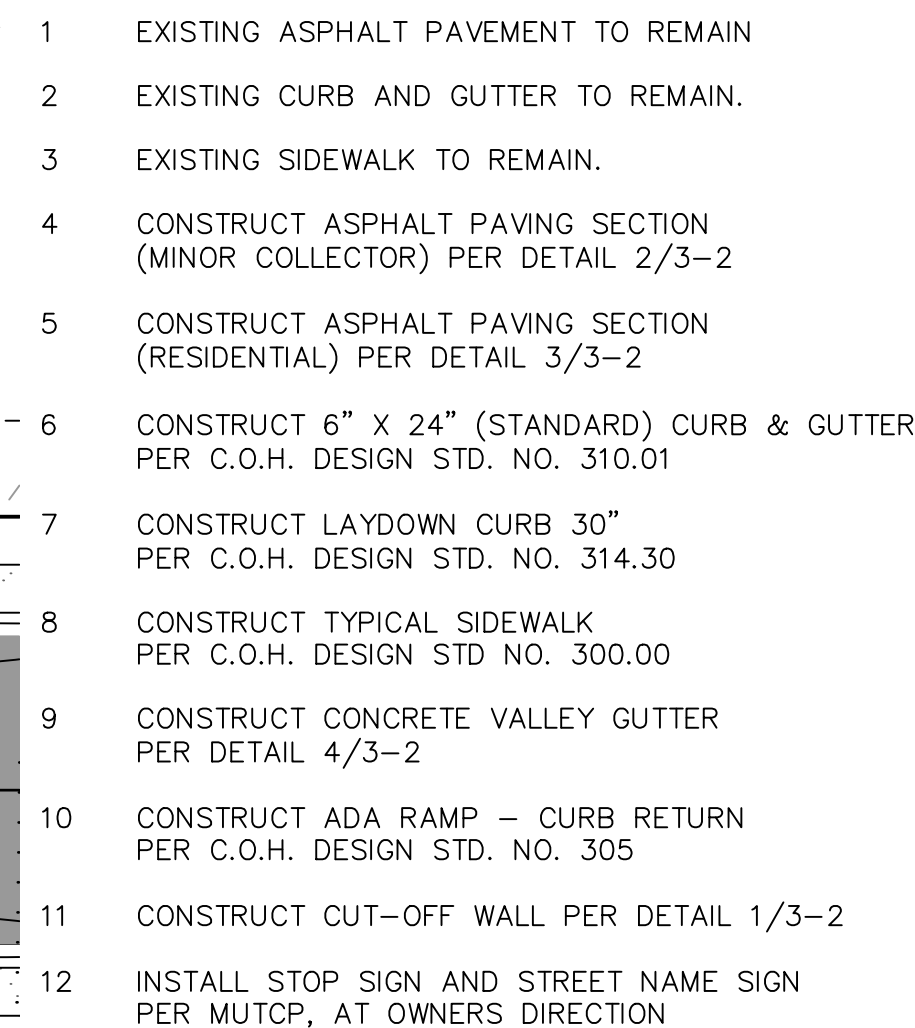 1 EXISTING ASPHALT PAVEMENT TO REMAIN
2 EXISTING CURB AND GUTTER TO REMAIN.
3 EXISTING SIDEWALK TO REMAIN.
4 CONSTRUCT ASPHALT PAVING SECTION
(MINOR COLLECTOR) PER DETAIL 2/3-2
5 CONSTRUCT ASPHALT PAVING SECTION
(RESIDENTIAL) PER DETAIL 3/3-2
6 CONSTRUCT 6" X 24" (STANDARD) CURB & GUTTER
PER C.O.H. DESIGN STD. NO. 310.01
7 CONSTRUCT LAYDOWN CURB 30"
PER C.O.H. DESIGN STD. NO. 314.30
8 CONSTRUCT TYPICAL SIDEWALK
PER C.O.H. DESIGN STD NO. 300.00
9 CONSTRUCT CONCRETE VALLEY GUTTER
PER DETAIL 4/3-2
10 CONSTRUCT ADA RAMP – CURB RETURN
PER C.O.H. DESIGN STD. NO. 305
11 CONSTRUCT CUT-OFF WALL PER DETAIL 1/3-2
12 INSTALL STOP SIGN AND STREET NAME SIGN
PER MUTCP, AT OWNERS DIRECTION